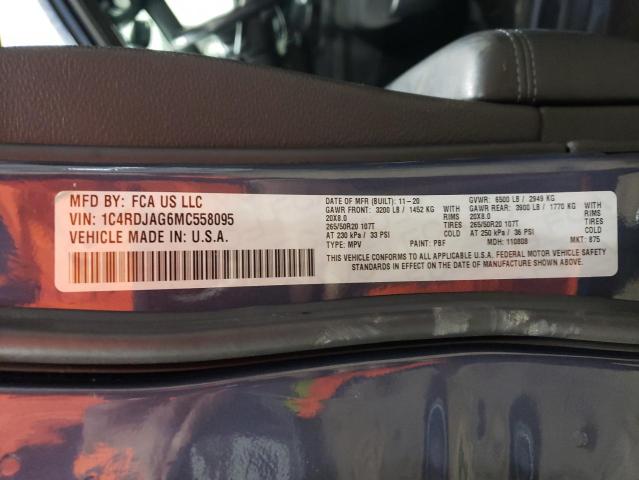 MFD BY: FCA US LLC
VIN: 1C4RDJAG6MC558095
VEHICLE MADE IN: U.S.A.
DATE OF MFR (BUILT): 11-20
GAWR FRONT: 3200 LB / 1452 KG
20X8.0
265/50R20 107T TIRES
AT 230 kPa / 33 PSI COLD
TYPE: MPV PAINT: PBF
GVWR: 6500 LB / 2949 KG
GAWR REAR: 3900 LB / 1770 KG
20X8.0
265/50R20 107T TIRES
AT 250 kPa / 36 PSI COLD
MDH: 110808 MKT: 875
THIS VEHICLE CONFORMS TO ALL APPLICABLE U.S.A. FEDERAL MOTOR VEHICLE SAFETY
STANDARDS IN EFFECT ON THE DATE OF MANUFACTURE SHOWN ABOVE.